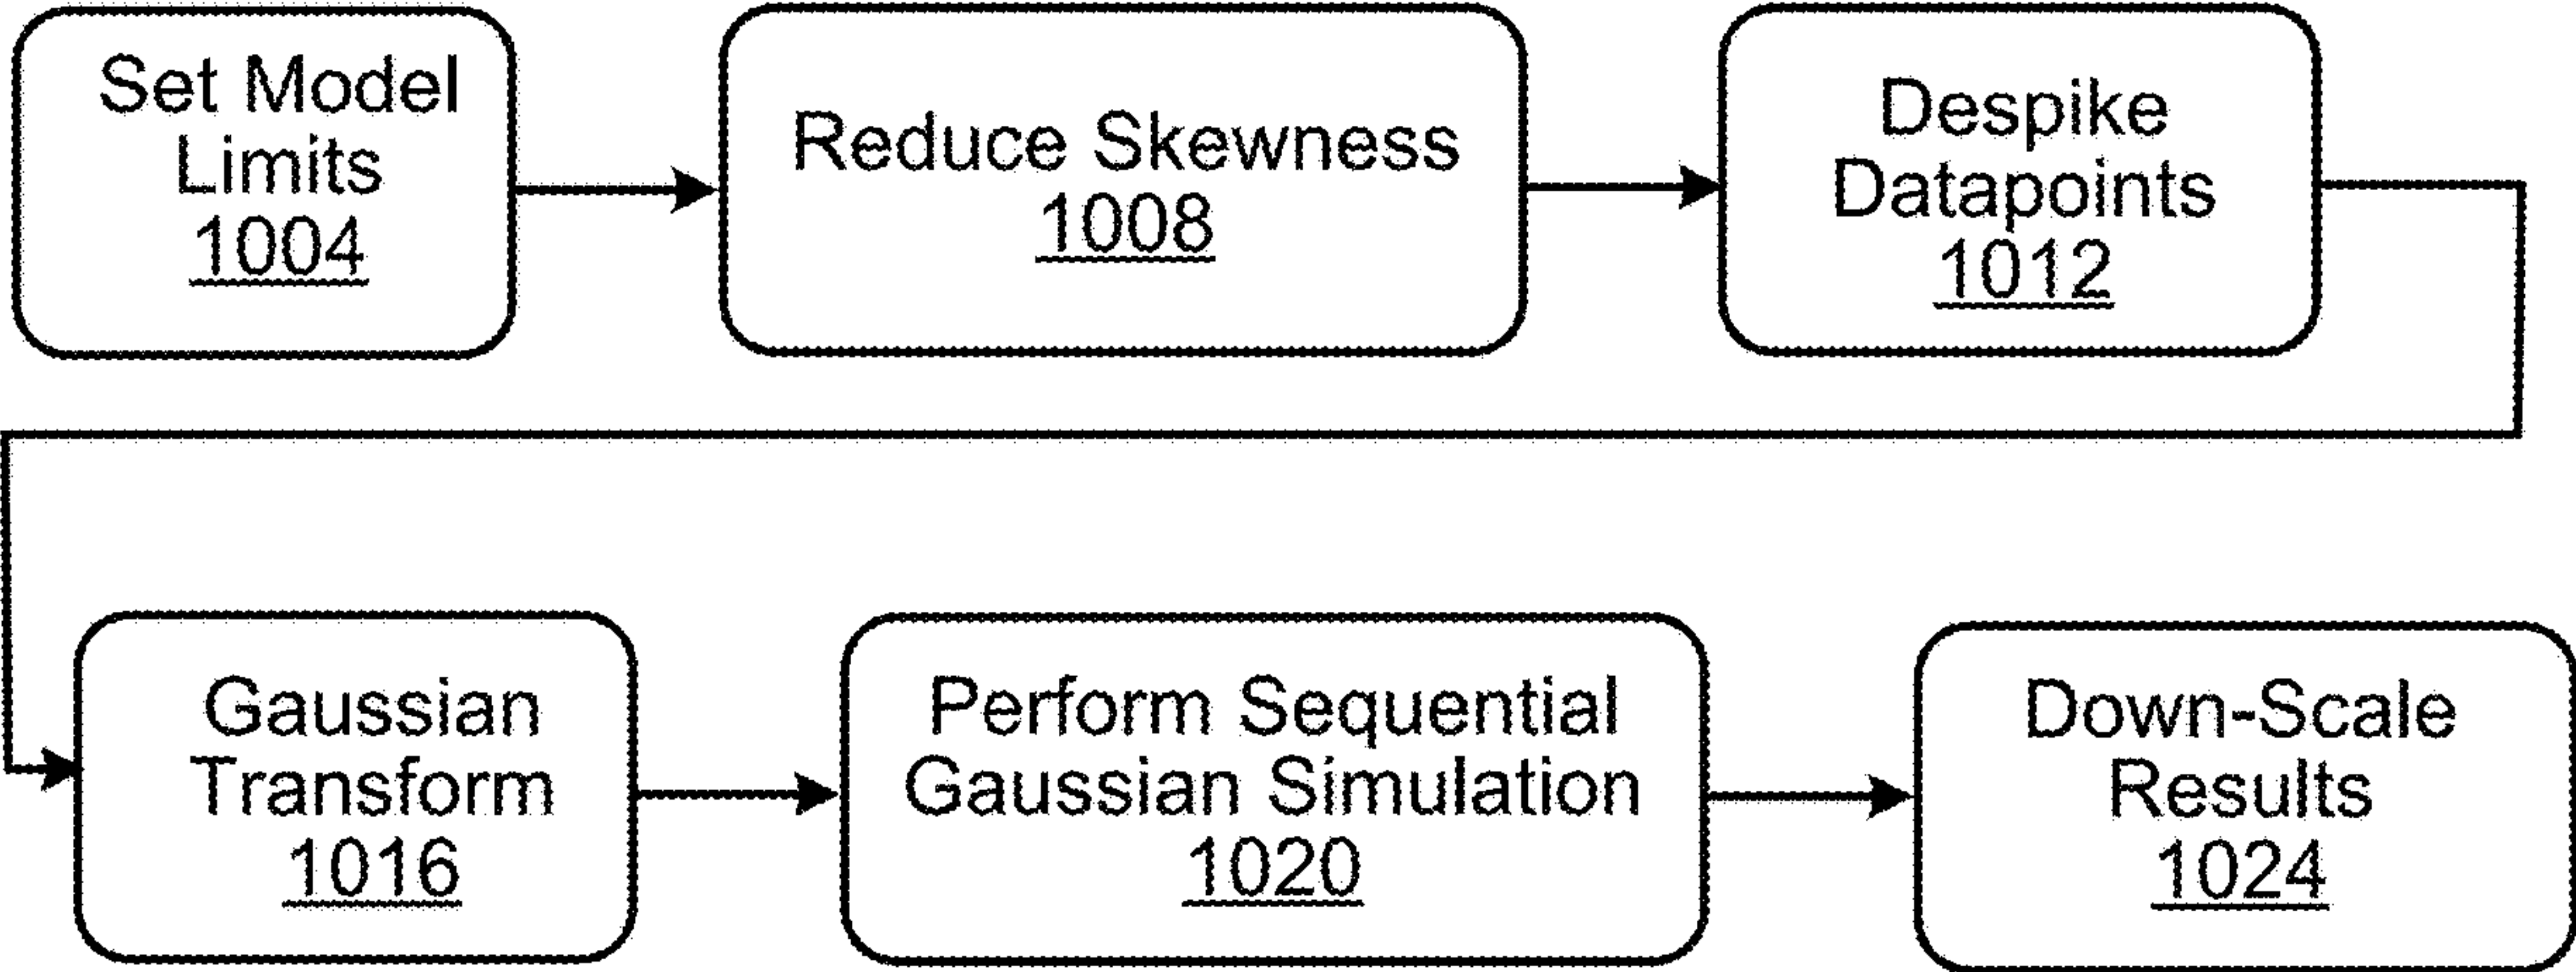 Set Model
Limits
1004
Reduce Skewness
1008
Despike
Datapoints
1012
Gaussian
Transform
1016
Perform Sequential
Gaussian Simulation
1020
Down-Scale
Results
1024